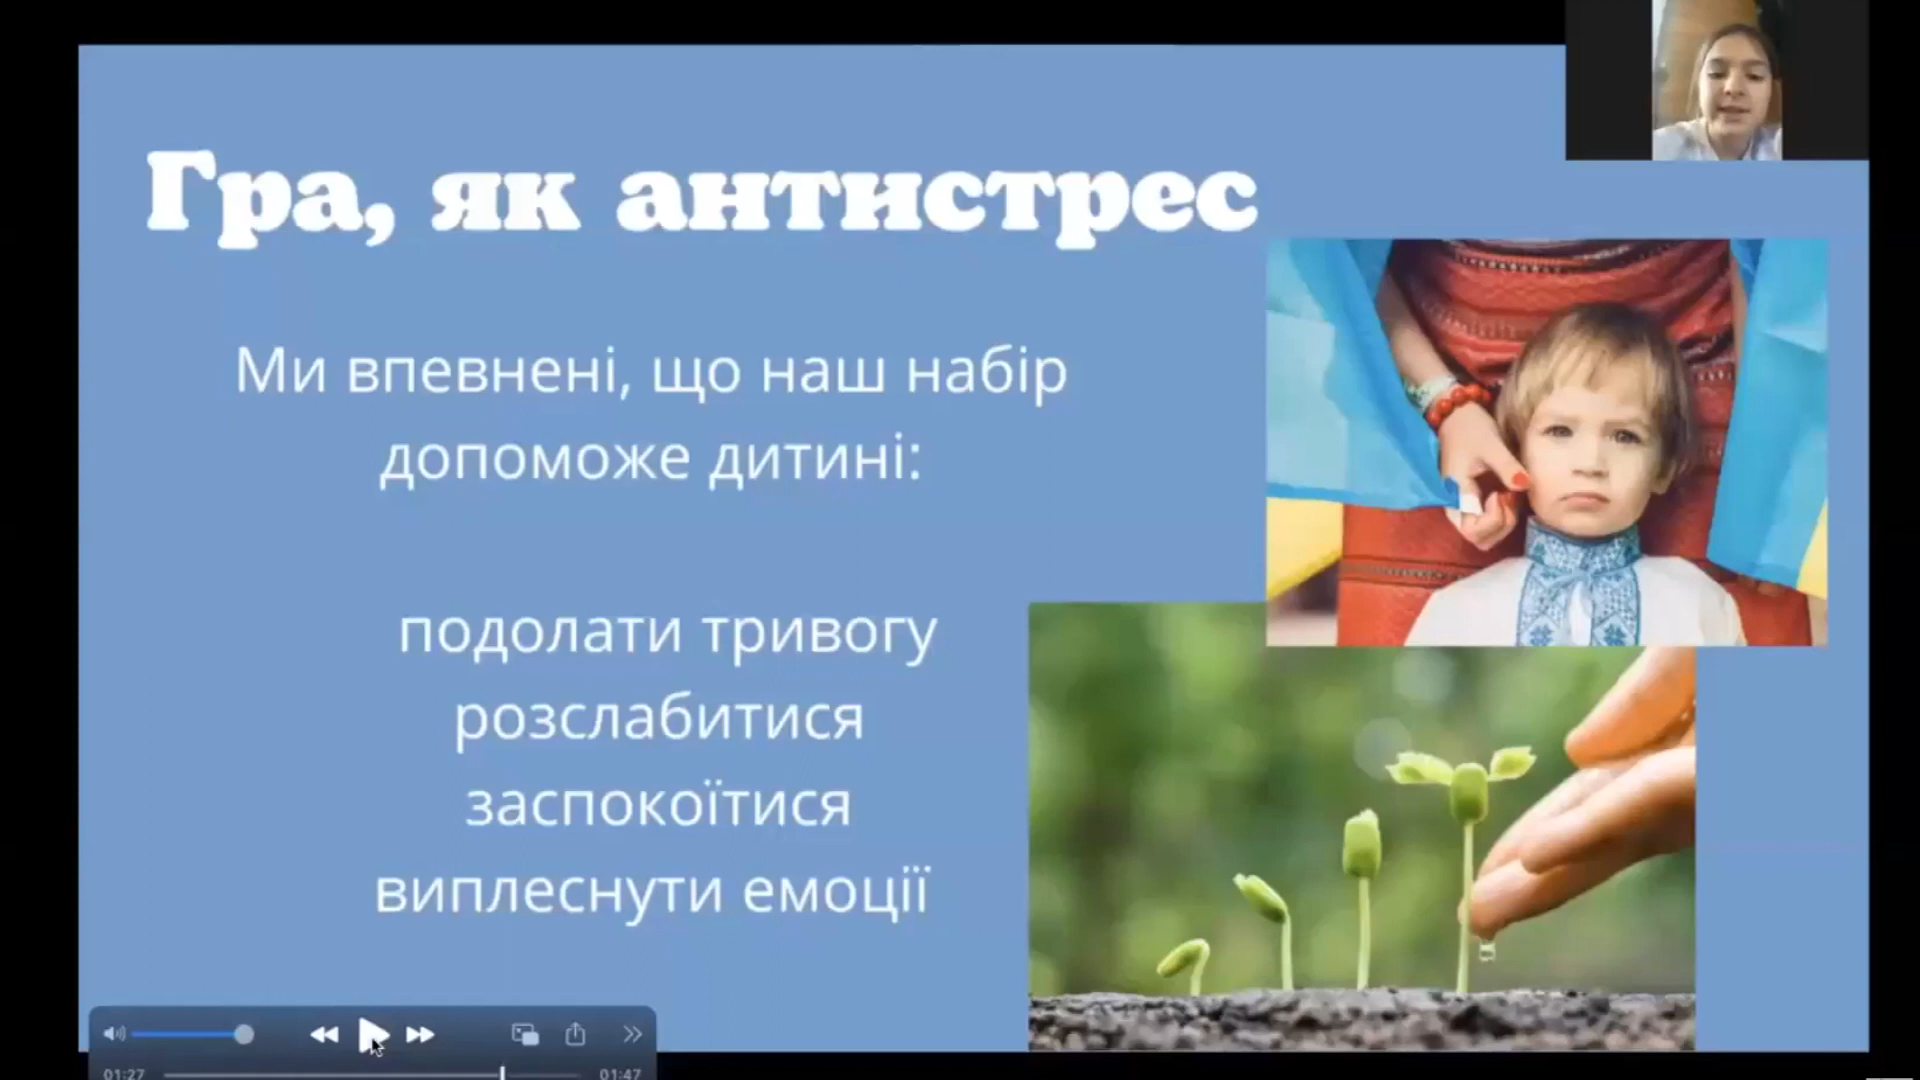 Гра, як антистрес
Ми впевнені, що наш набір
допоможе дитині:
подолати тривогу
розслабитися
заспокоїтися
виплеснути емоції
01:27
01:47